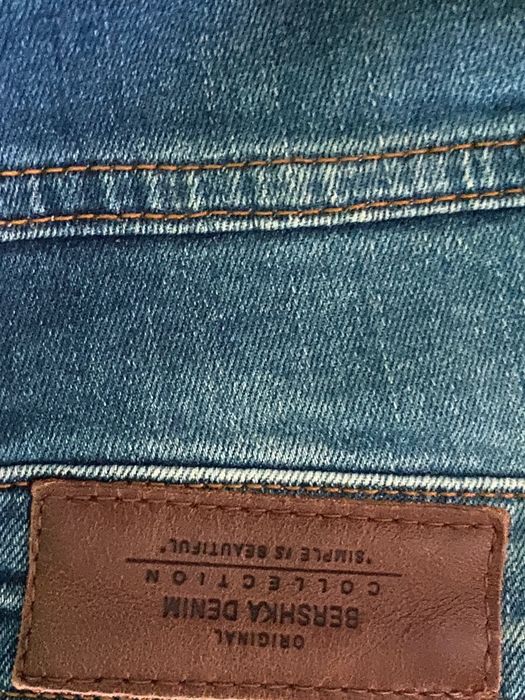 ORIGINAL
BERSHKA DENIM
COLLECTION
"SIMPLE IS BEAUTIFUL"